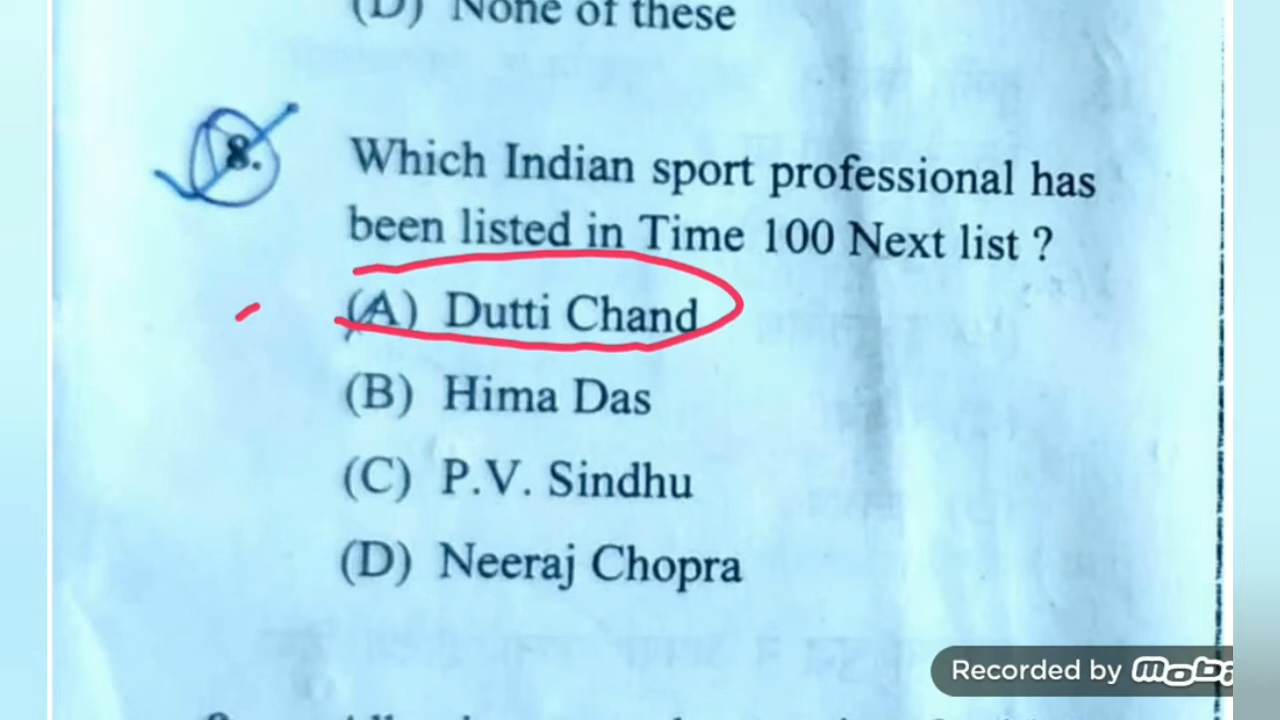 (D) None of these
8. Which Indian sport professional has
been listed in Time 100 Next list ?
(A) Dutti Chand
(B) Hima Das
(C) P.V. Sindhu
(D) Neeraj Chopra
Recorded by